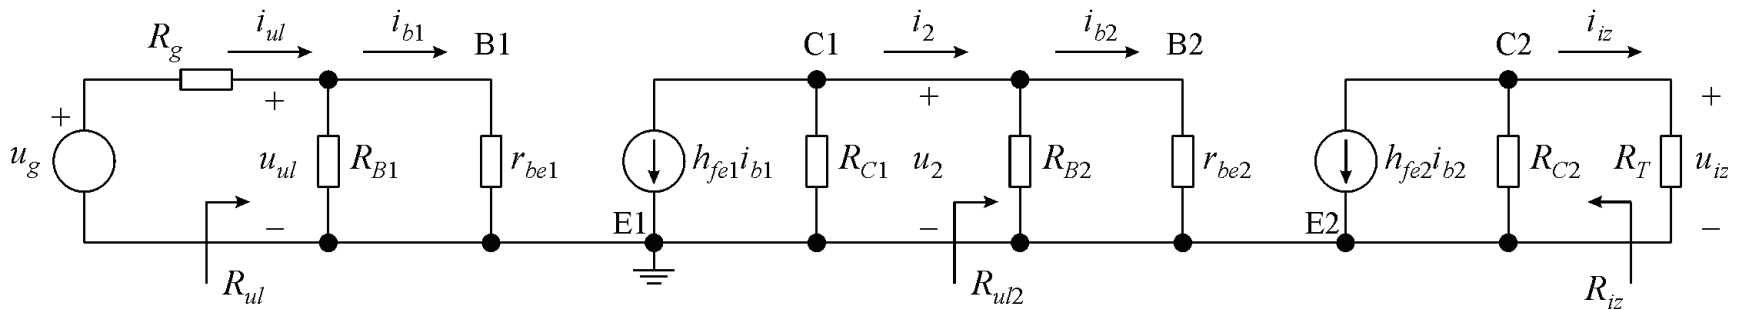 R_g i_ul i_b1 B1 C1 i_2 i_b2 B2 C2 i_iz
+ + + +
u_g u_ul R_B1 r_be1 h_fe1 i_b1 R_C1 u_2 R_B2 r_be2 h_fe2 i_b2 R_C2 R_T u_iz
− E1 − E2 −
R_ul R_ul2 R_iz